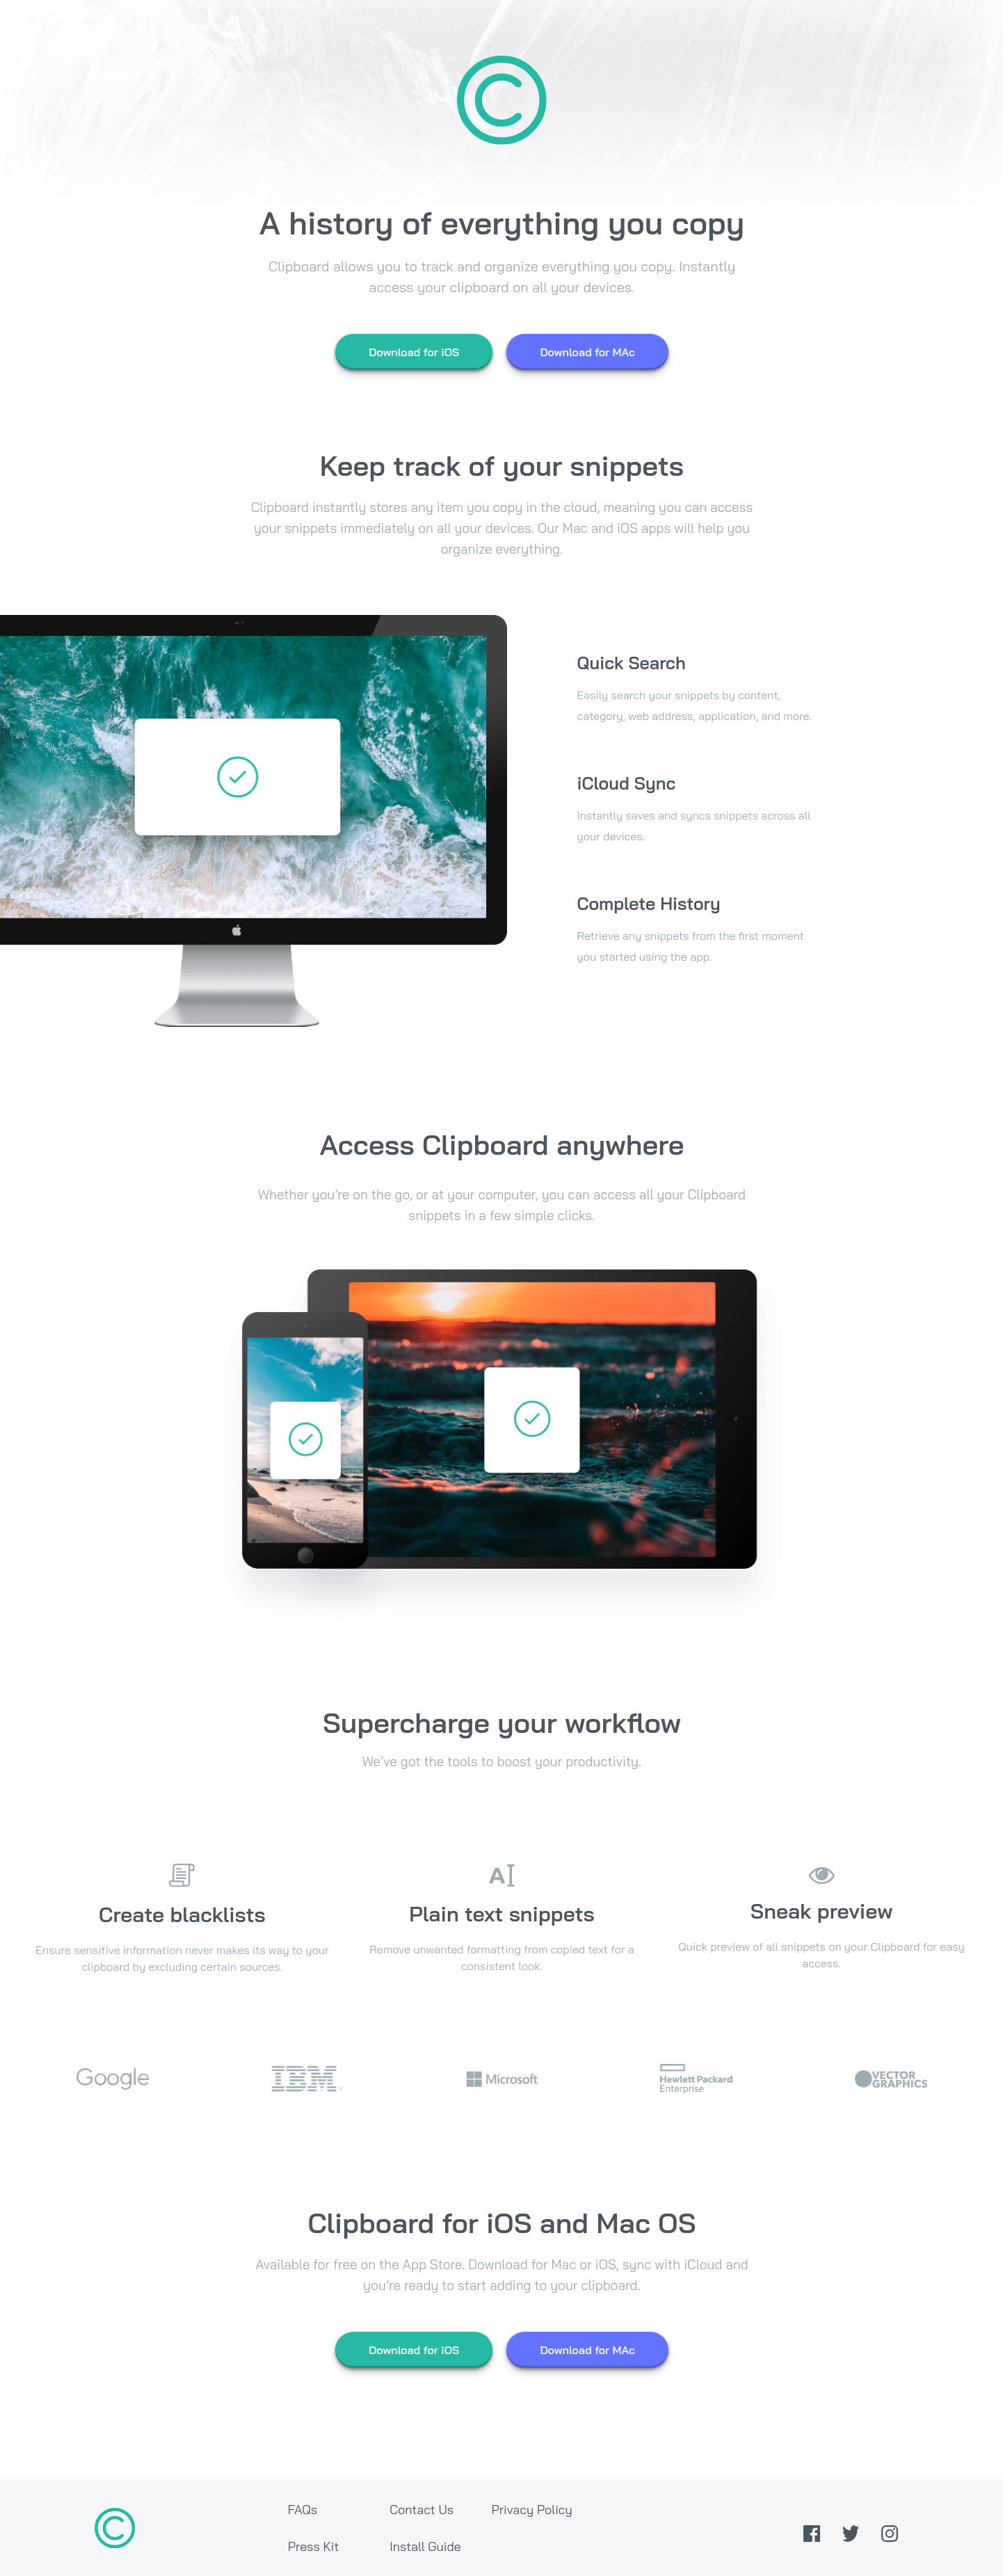 A history of everything you copy
Clipboard allows you to track and organize everything you copy. Instantly
access your clipboard on all your devices.
Download for iOS
Download for MAc
Keep track of your snippets
Clipboard instantly stores any item you copy in the cloud, meaning you can access
your snippets immediately on all your devices. Our Mac and iOS apps will help you
organize everything.
Quick Search
Easily search your snippets by content,
category, web address, application, and more.
iCloud Sync
Instantly saves and syncs snippets across all
your devices.
Complete History
Retrieve any snippets from the first moment
you started using the app.
Access Clipboard anywhere
Whether you’re on the go, or at your computer, you can access all your Clipboard
snippets in a few simple clicks.
Supercharge your workflow
We’ve got the tools to boost your productivity.
Create blacklists
Ensure sensitive information never makes its way to your
clipboard by excluding certain sources.
Plain text snippets
Remove unwanted formatting from copied text for a
consistent look.
Sneak preview
Quick preview of all snippets on your Clipboard for easy
access.
Google
IBM
Microsoft
Hewlett Packard
Enterprise
VECTOR
GRAPHICS
Clipboard for iOS and Mac OS
Available for free on the App Store. Download for Mac or iOS, sync with iCloud and
you’re ready to start adding to your clipboard.
Download for iOS
Download for MAc
FAQs
Contact Us
Privacy Policy
Press Kit
Install Guide